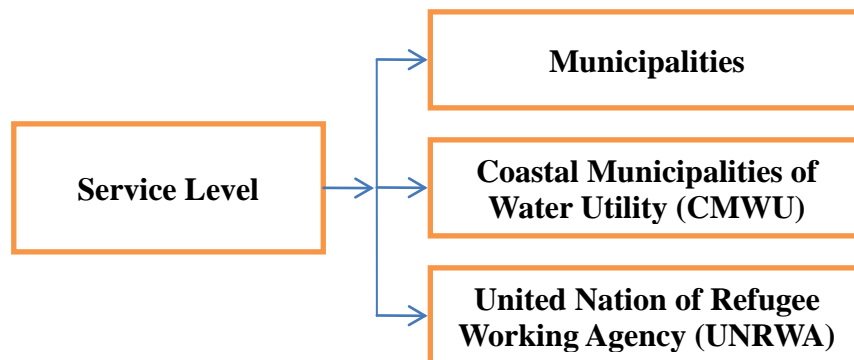 Municipalities
Service Level
Coastal Municipalities of
Water Utility (CMWU)
United Nation of Refugee
Working Agency (UNRWA)